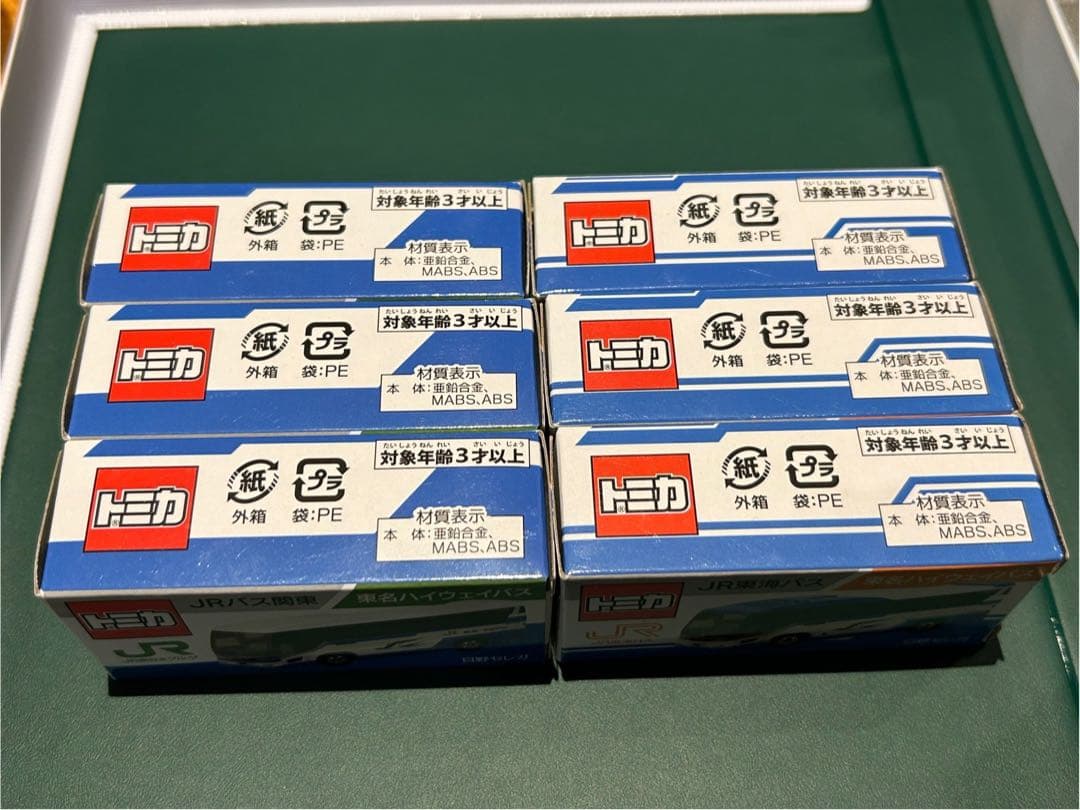 たいしょうねんれい さいいじょう
対象年齢3才以上
トミカ®
紙 プラ
外箱 袋:PE
材質表示
本 体:亜鉛合金、
MABS、ABS
たいしょうねんれい さいいじょう
対象年齢3才以上
トミカ®
紙 プラ
外箱 袋:PE
材質表示
本 体:亜鉛合金、
MABS、ABS
たいしょうねんれい さいいじょう
対象年齢3才以上
トミカ®
紙 プラ
外箱 袋:PE
材質表示
本 体:亜鉛合金、
MABS、ABS
たいしょうねんれい さいいじょう
対象年齢3才以上
トミカ®
紙 プラ
外箱 袋:PE
材質表示
本 体:亜鉛合金、
MABS、ABS
たいしょうねんれい さいいじょう
対象年齢3才以上
トミカ®
紙 プラ
外箱 袋:PE
材質表示
本 体:亜鉛合金、
MABS、ABS
たいしょうねんれい さいいじょう
対象年齢3才以上
トミカ®
紙 プラ
外箱 袋:PE
材質表示
本 体:亜鉛合金、
MABS、ABS
トミカ
JRバス関東 東名ハイウェイバス
JR
トミカ
JR東海バス 東名ハイウェイバス
JR